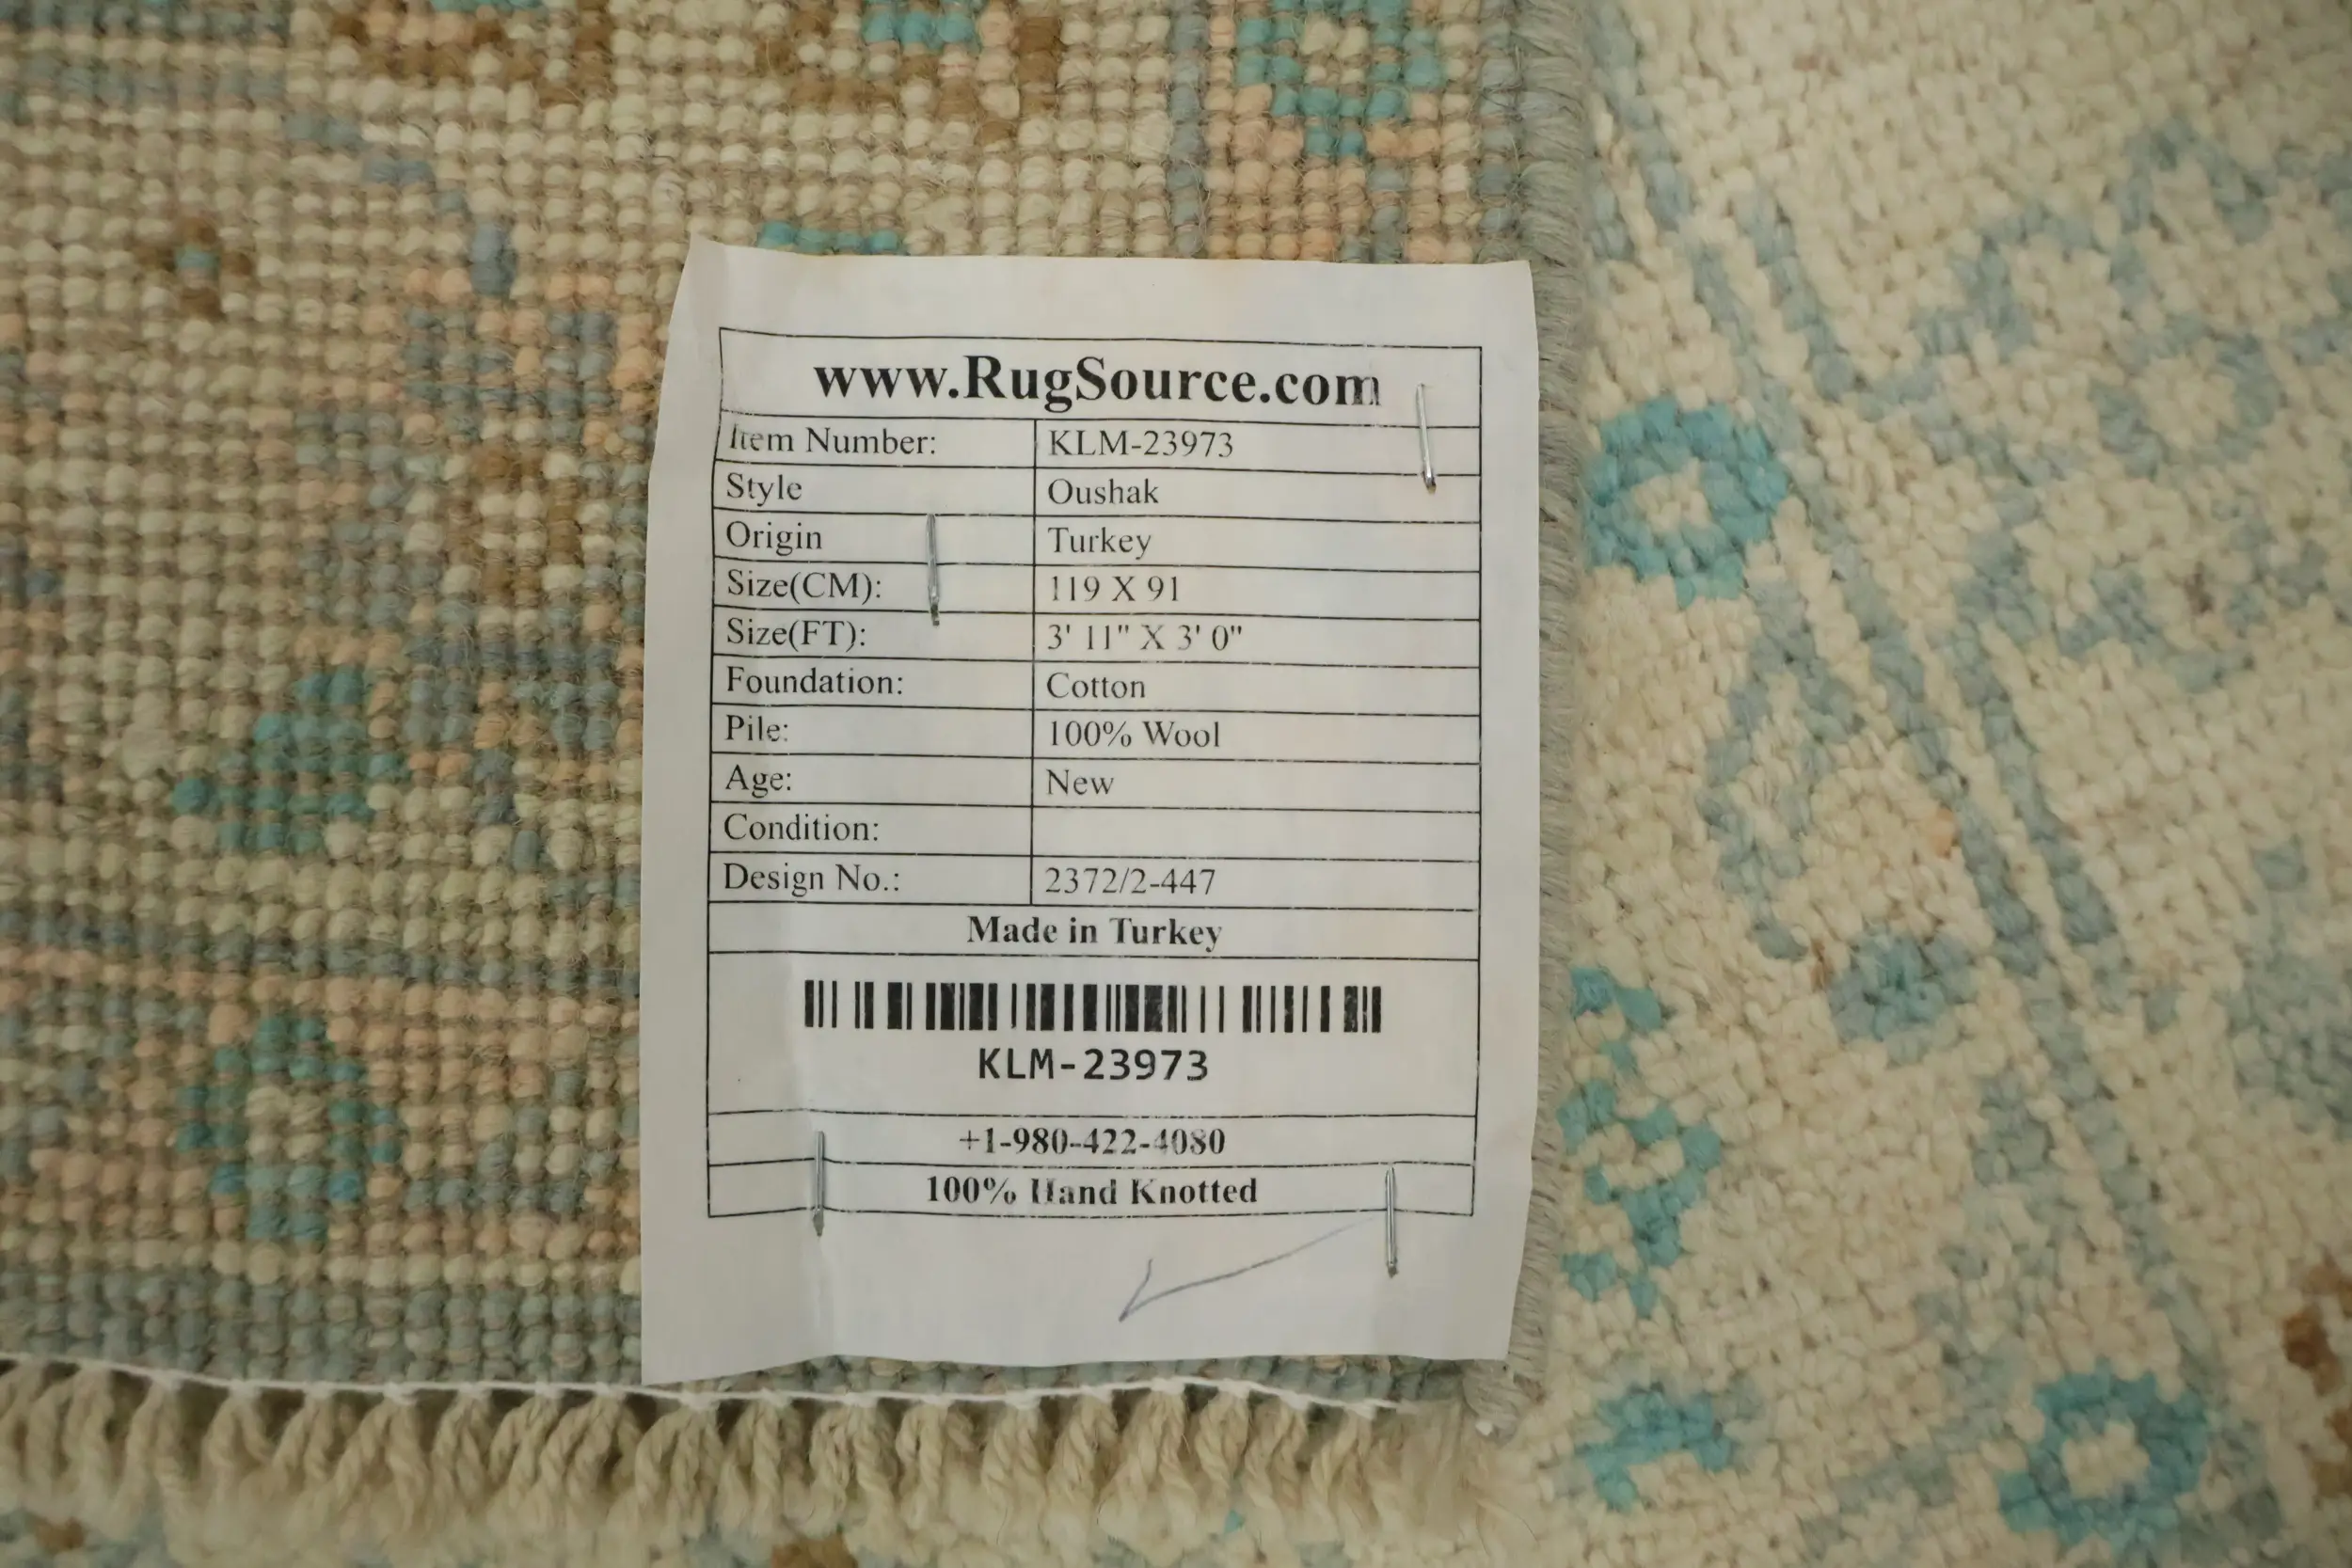 www.RugSource.com
Item Number: KLM-23973
Style Oushak
Origin Turkey
Size(CM): 119 X 91
Size(FT): 3' 11" X 3' 0"
Foundation: Cotton
Pile: 100% Wool
Age: New
Condition:
Design No.: 2372/2-447
Made in Turkey
KLM-23973
+1-980-422-4080
100% Hand Knotted